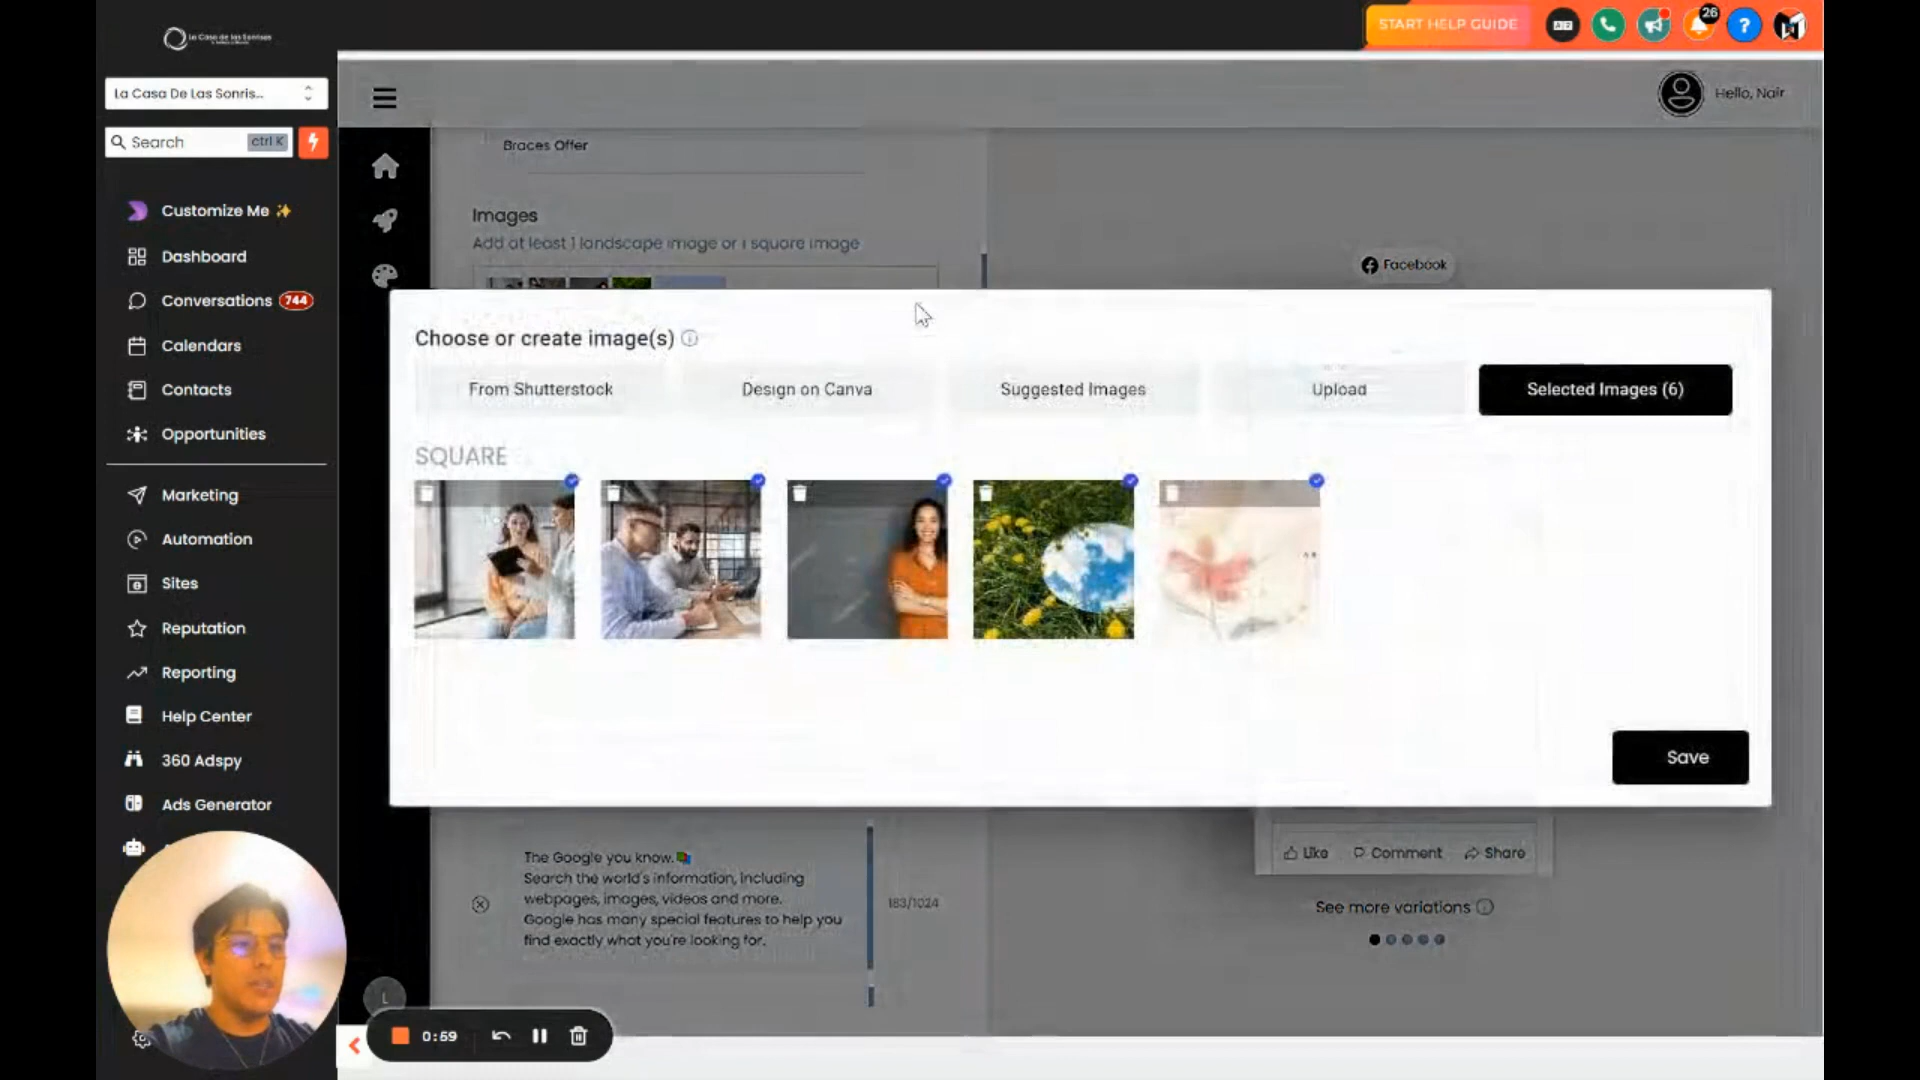 La Casa de las Sonrisas
START HELP GUIDE
26
La Casa De Las Sonris...
Search
ctrl K
Hello, Nair
Customize Me ✨
Dashboard
Conversations 744
Calendars
Contacts
Opportunities
Marketing
Automation
Sites
Reputation
Reporting
Help Center
360 Adspy
Ads Generator
Braces Offer
Images
Add at least 1 landscape image or 1 square image
Facebook
Choose or create image(s)
From Shutterstock
Design on Canva
Suggested Images
Upload
Selected Images (6)
SQUARE
Save
The Google you know.
Search the world's information, including
webpages, images, videos and more.
Google has many special features to help you
find exactly what you're looking for.
183/1024
Like
Comment
Share
See more variations
L
0:59